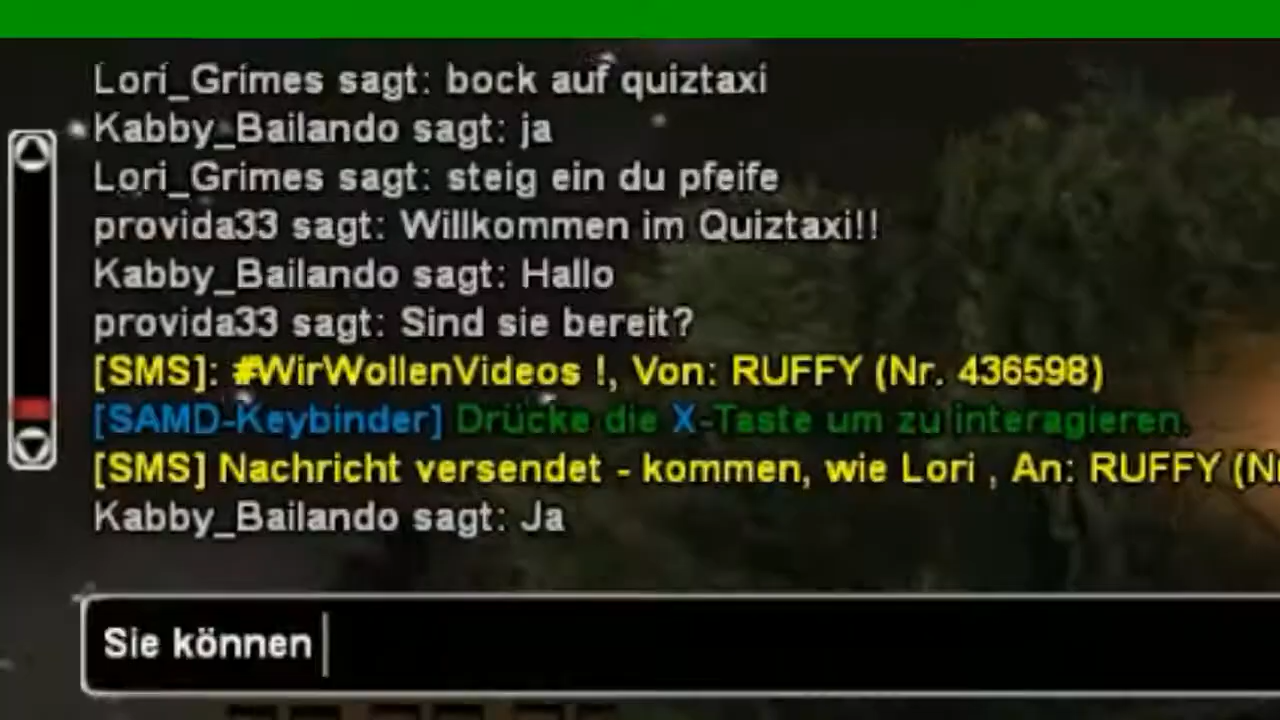 Lori_Grimes sagt: bock auf quiztaxi
Kabby_Bailando sagt: ja
Lori_Grimes sagt: steig ein du pfeife
provida33 sagt: Willkommen im Quiztaxi!!
Kabby_Bailando sagt: Hallo
provida33 sagt: Sind sie bereit?
[SMS]: #WirWollenVideos !, Von: RUFFY (Nr. 436598)
[SAMD-Keybinder] Drücke die X-Taste um zu interagieren.
[SMS] Nachricht versendet - kommen, wie Lori , An: RUFFY (N
Kabby_Bailando sagt: Ja
Sie können